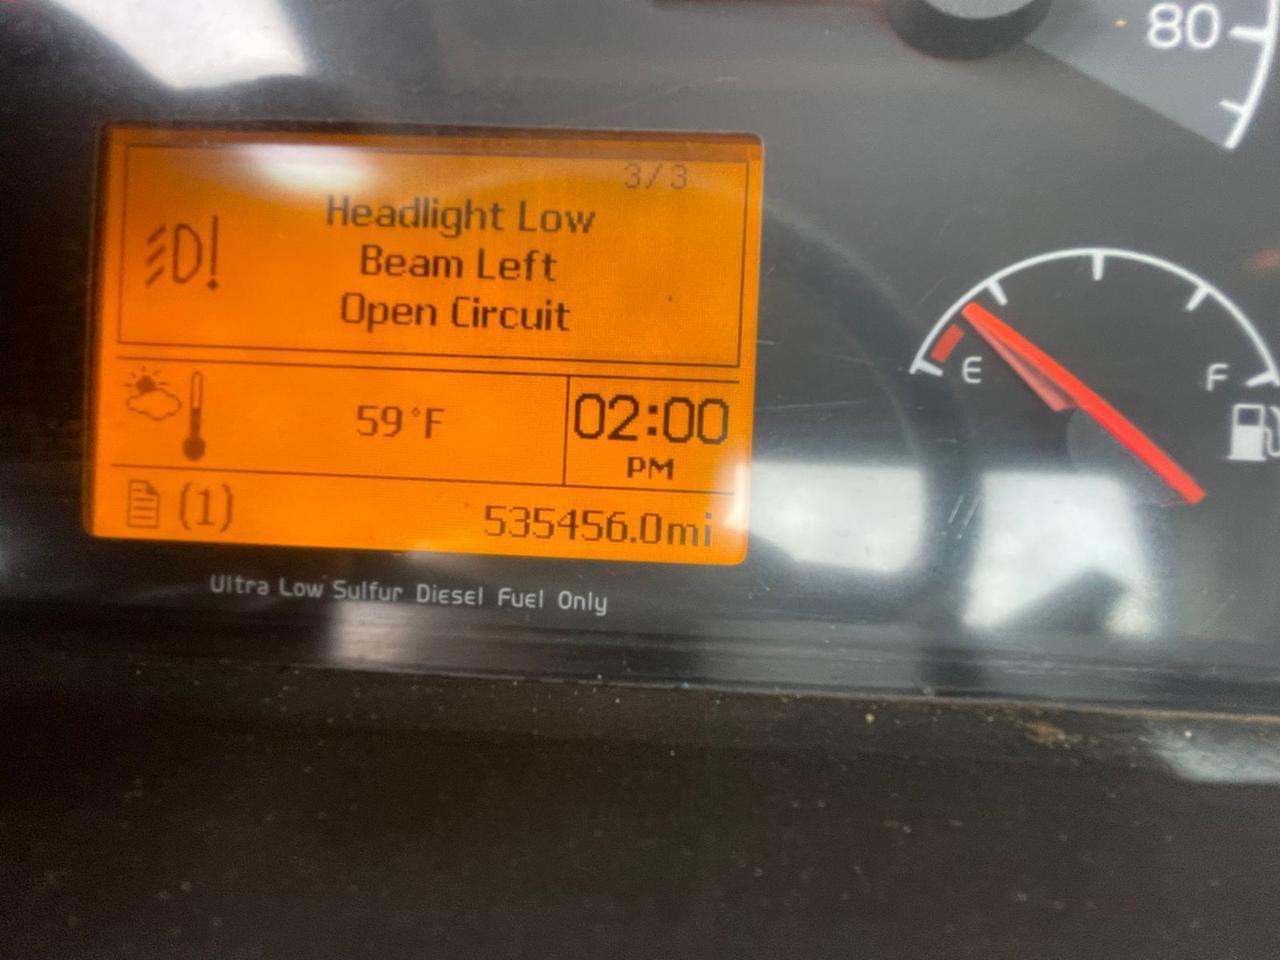 80
3/3
Headlight Low
Beam Left
Open Circuit
59°F
02:00
PM
(1)
535456.0mi
E
F
Ultra Low Sulfur Diesel Fuel Only